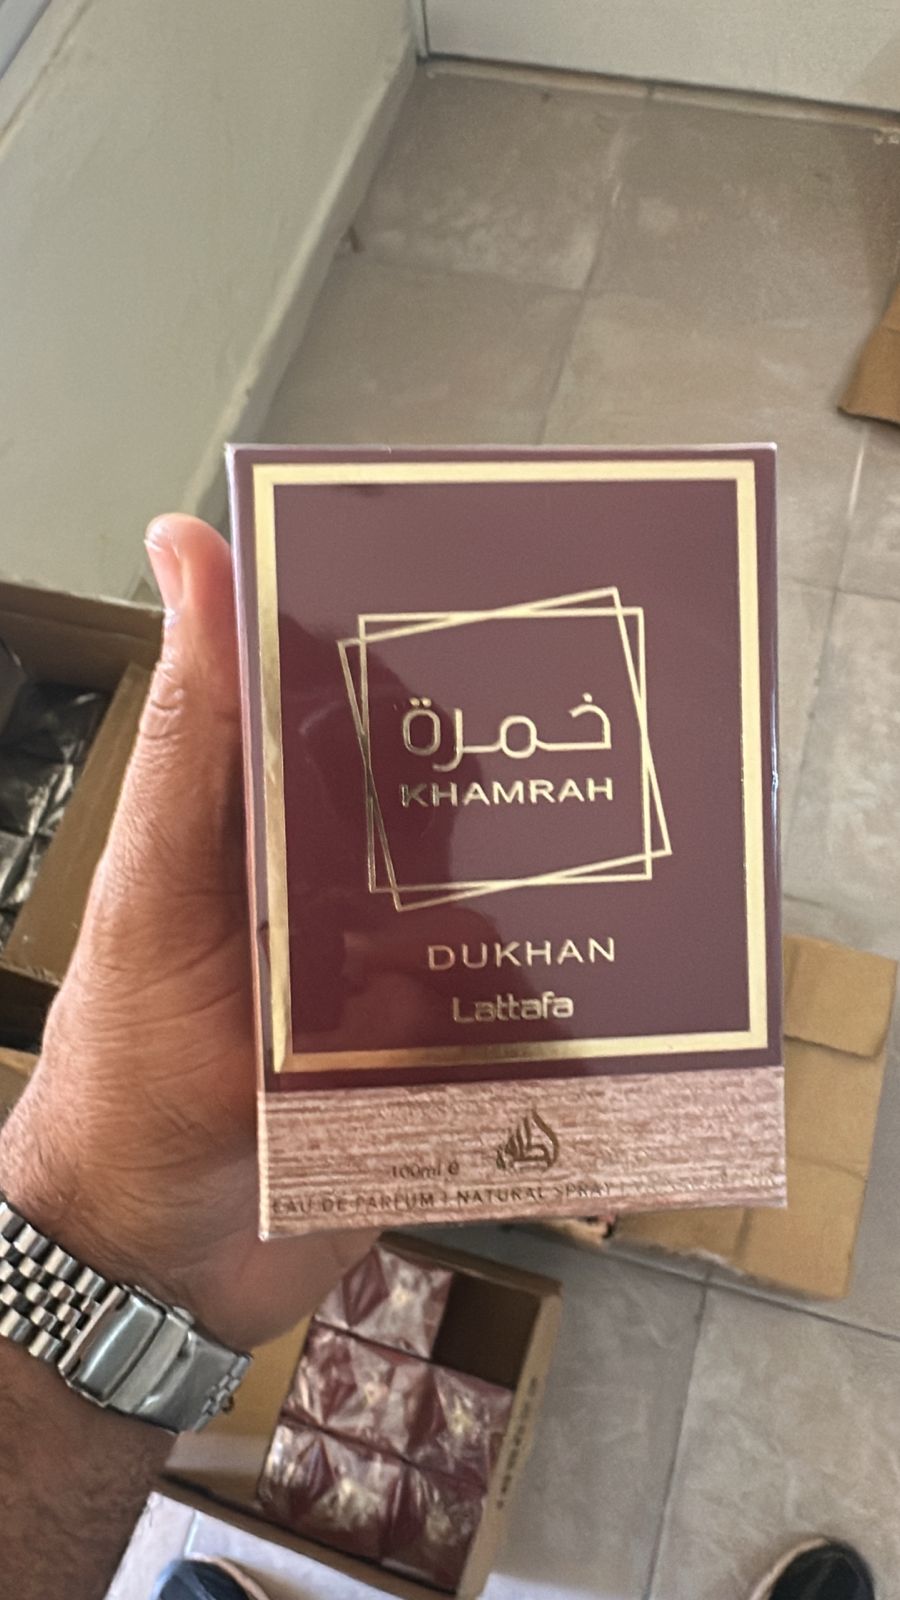 خمرة
KHAMRAH
DUKHAN
Lattafa
100ml e
EAU DE PARFUM | NATURAL SPRAY